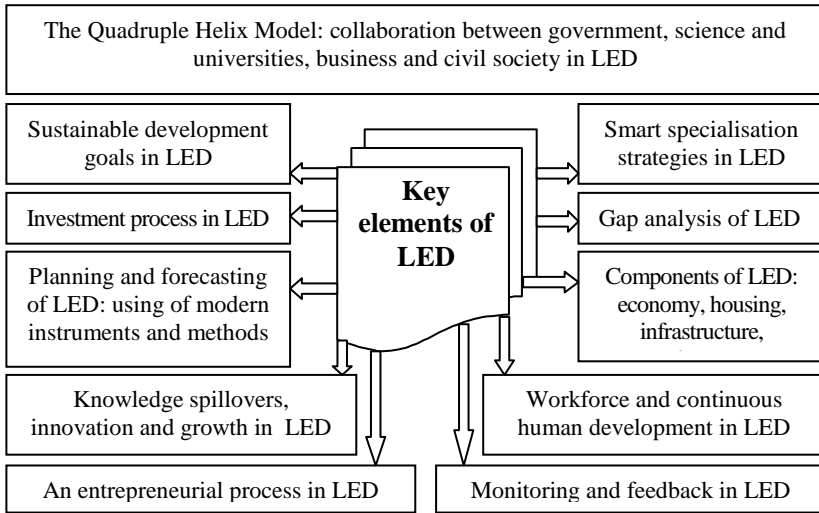 The Quadruple Helix Model: collaboration between government, science and
universities, business and civil society in LED
Sustainable development
goals in LED
Smart specialisation
strategies in LED
Key
elements of
LED
Investment process in LED
Gap analysis of LED
Planning and forecasting
of LED: using of modern
instruments and methods
Components of LED:
economy, housing,
infrastructure,
Knowledge spillovers,
innovation and growth in LED
Workforce and continuous
human development in LED
An entrepreneurial process in LED
Monitoring and feedback in LED